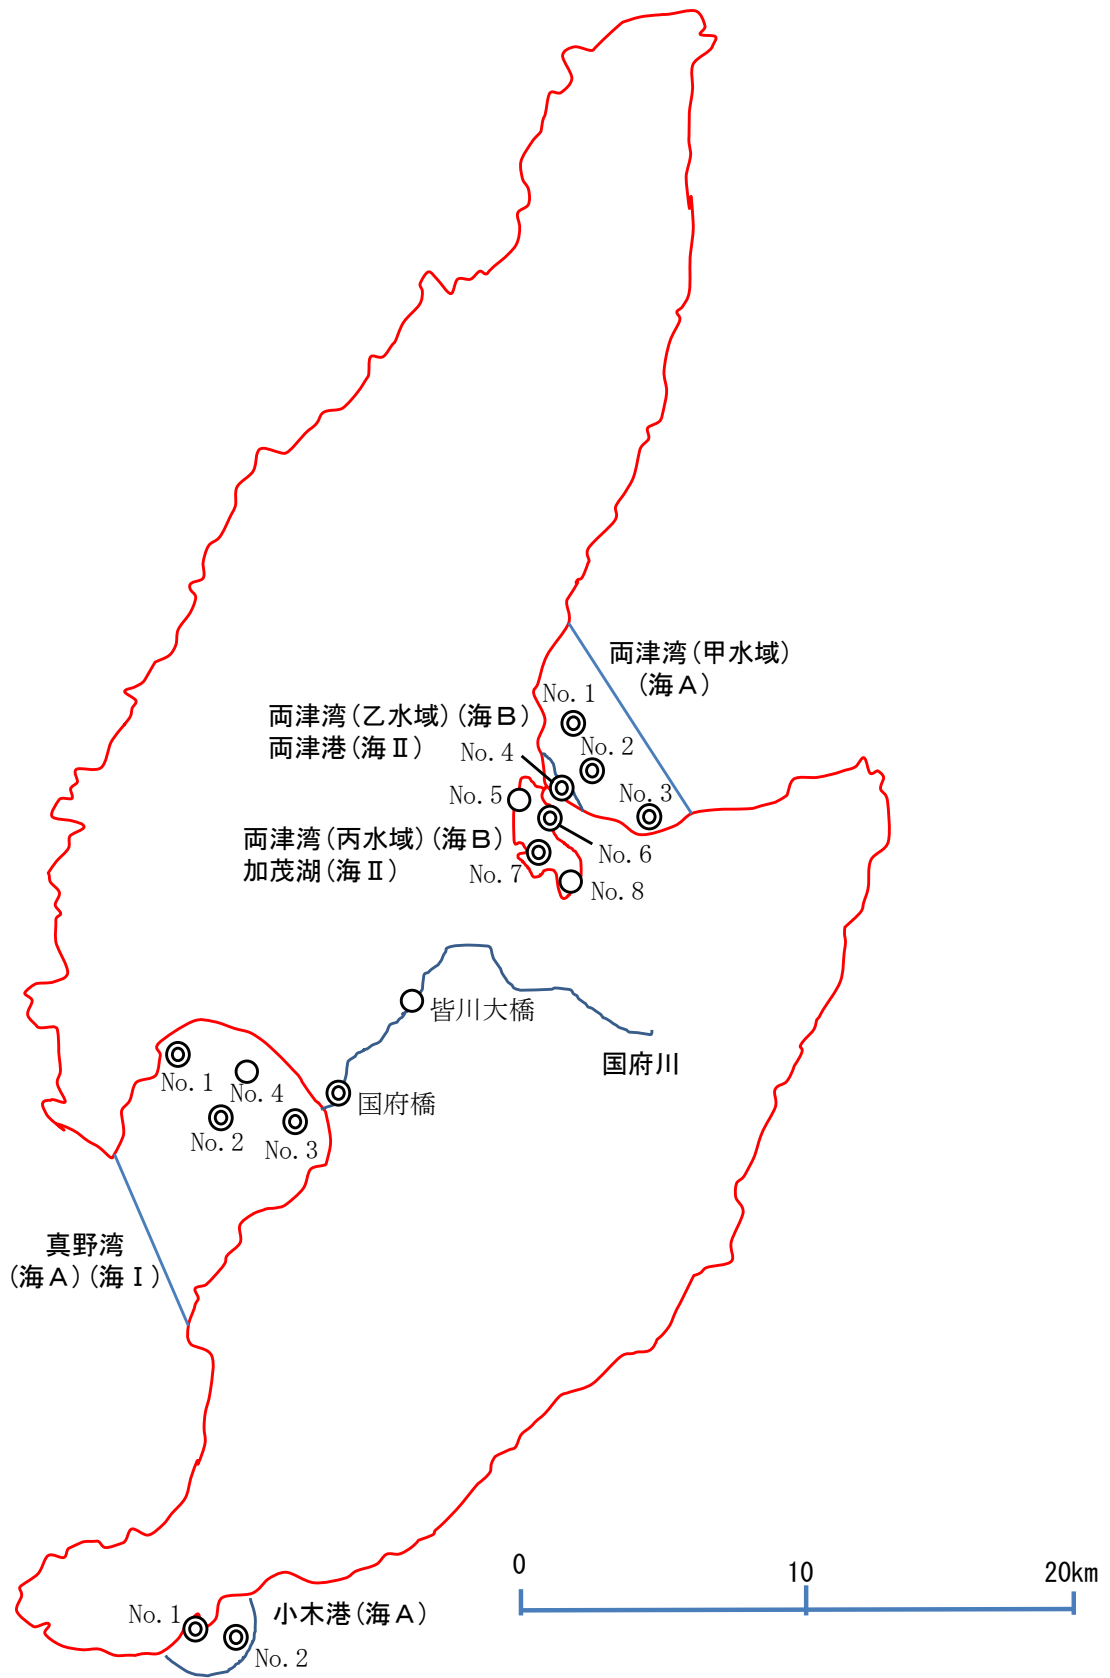 両津湾(甲水域)
(海A)
No.1
両津湾(乙水域)(海B)
両津港(海Ⅱ)
No.4
No.2
No.5
No.3
両津湾(丙水域)(海B)
加茂湖(海Ⅱ)
No.6
No.7
No.8
皆川大橋
国府川
No.1
No.4
国府橋
No.2
No.3
真野湾
(海A)(海Ⅰ)
0
10
20km
No.1
小木港(海A)
No.2